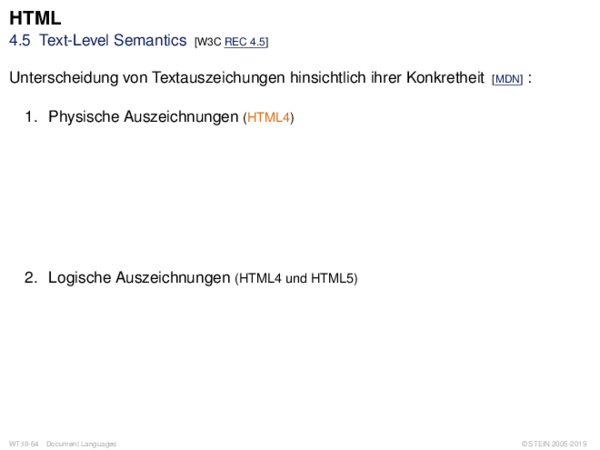 HTML
4.5 Text-Level Semantics [W3C REC 4.5]
Unterscheidung von Textauszeichungen hinsichtlich ihrer Konkretheit [MDN] :
1. Physische Auszeichnungen (HTML4)
2. Logische Auszeichnungen (HTML4 und HTML5)
WT:III-64 Document Languages © STEIN 2005-2019